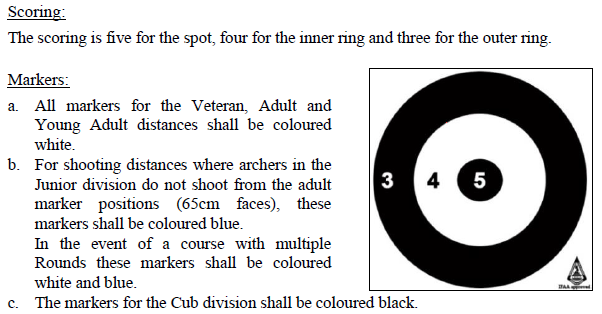 Scoring:
The scoring is five for the spot, four for the inner ring and three for the outer ring.
Markers:
a. All markers for the Veteran, Adult and
Young Adult distances shall be coloured
white.
b. For shooting distances where archers in the
Junior division do not shoot from the adult
marker positions (65cm faces), these
markers shall be coloured blue.
In the event of a course with multiple
Rounds these markers shall be coloured
white and blue.
c. The markers for the Cub division shall be coloured black.
3 4 5
IFAA approved